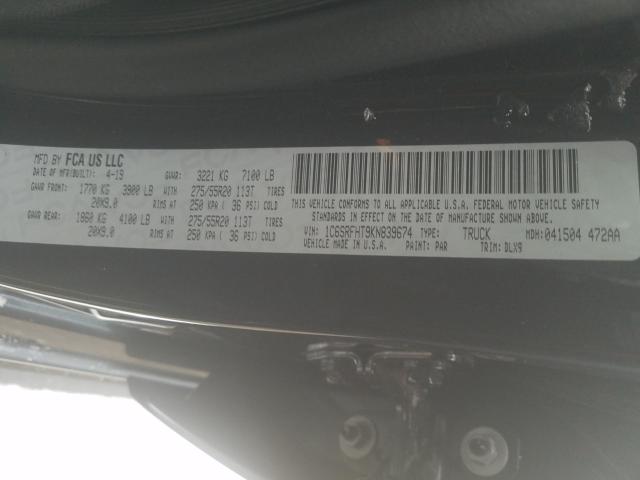 MFD BY FCA US LLC
DATE OF MFR(BUILT): 4-19 GVWR: 3221 KG 7100 LB
GAWR FRONT: 1770 KG 3900 LB WITH 275/55R20 113T TIRES
20X9.0 RIMS AT 250 KPA ( 36 PSI) COLD
GAWR REAR: 1860 KG 4100 LB WITH 275/55R20 113T TIRES
20X9.0 RIMS AT 250 KPA ( 36 PSI) COLD
THIS VEHICLE CONFORMS TO ALL APPLICABLE U.S.A. FEDERAL MOTOR VEHICLE SAFETY
STANDARDS IN EFFECT ON THE DATE OF MANUFACTURE SHOWN ABOVE.
VIN: 1C6SRFHT9KN839674 TYPE: TRUCK MDH: 041504 472AA
VEHICLE MADE IN U.S.A. PAINT: PAR TRIM: DLX9